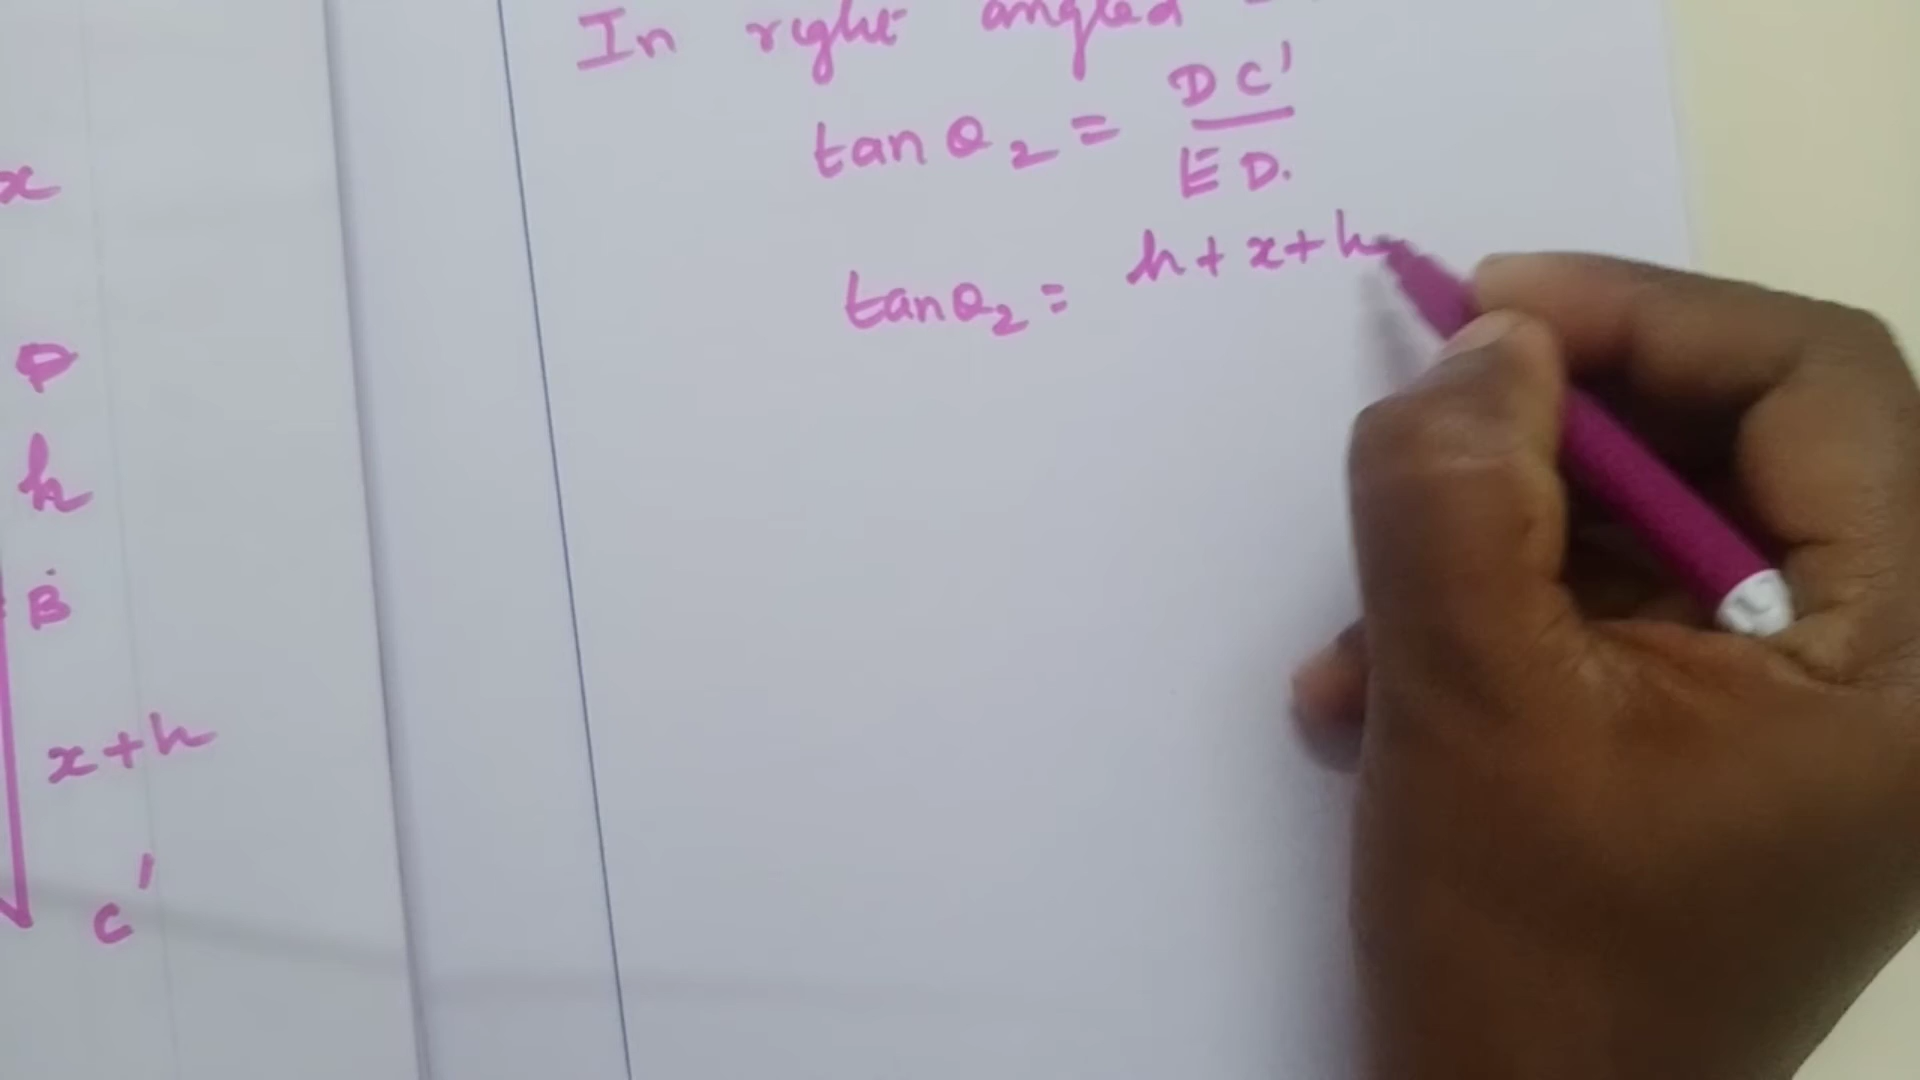 In right angled
tan θ₂ = DC'/ED.
tan θ₂ = h + x + h
x
D
h
B
x + h
C'